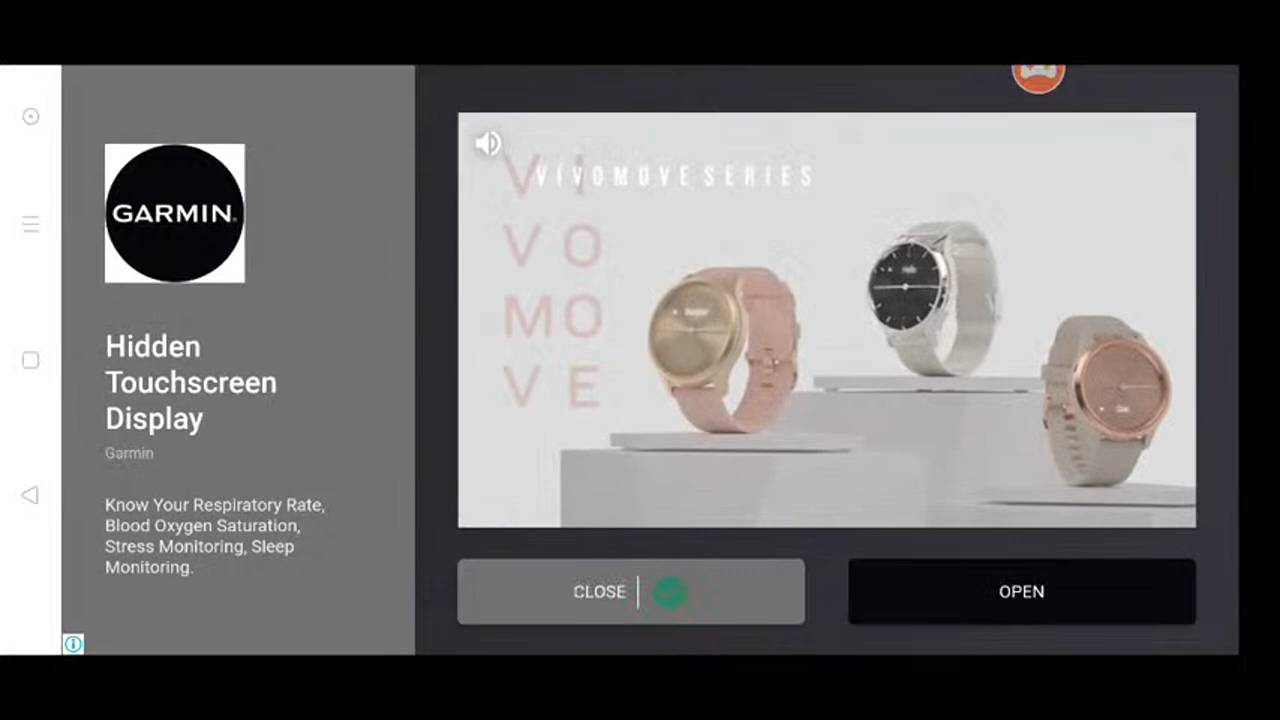 GARMIN.
Hidden
Touchscreen
Display
Garmin
Know Your Respiratory Rate,
Blood Oxygen Saturation,
Stress Monitoring, Sleep
Monitoring.
VIVOMOVE SERIES
VI
VO
MO
VE
CLOSE
OPEN